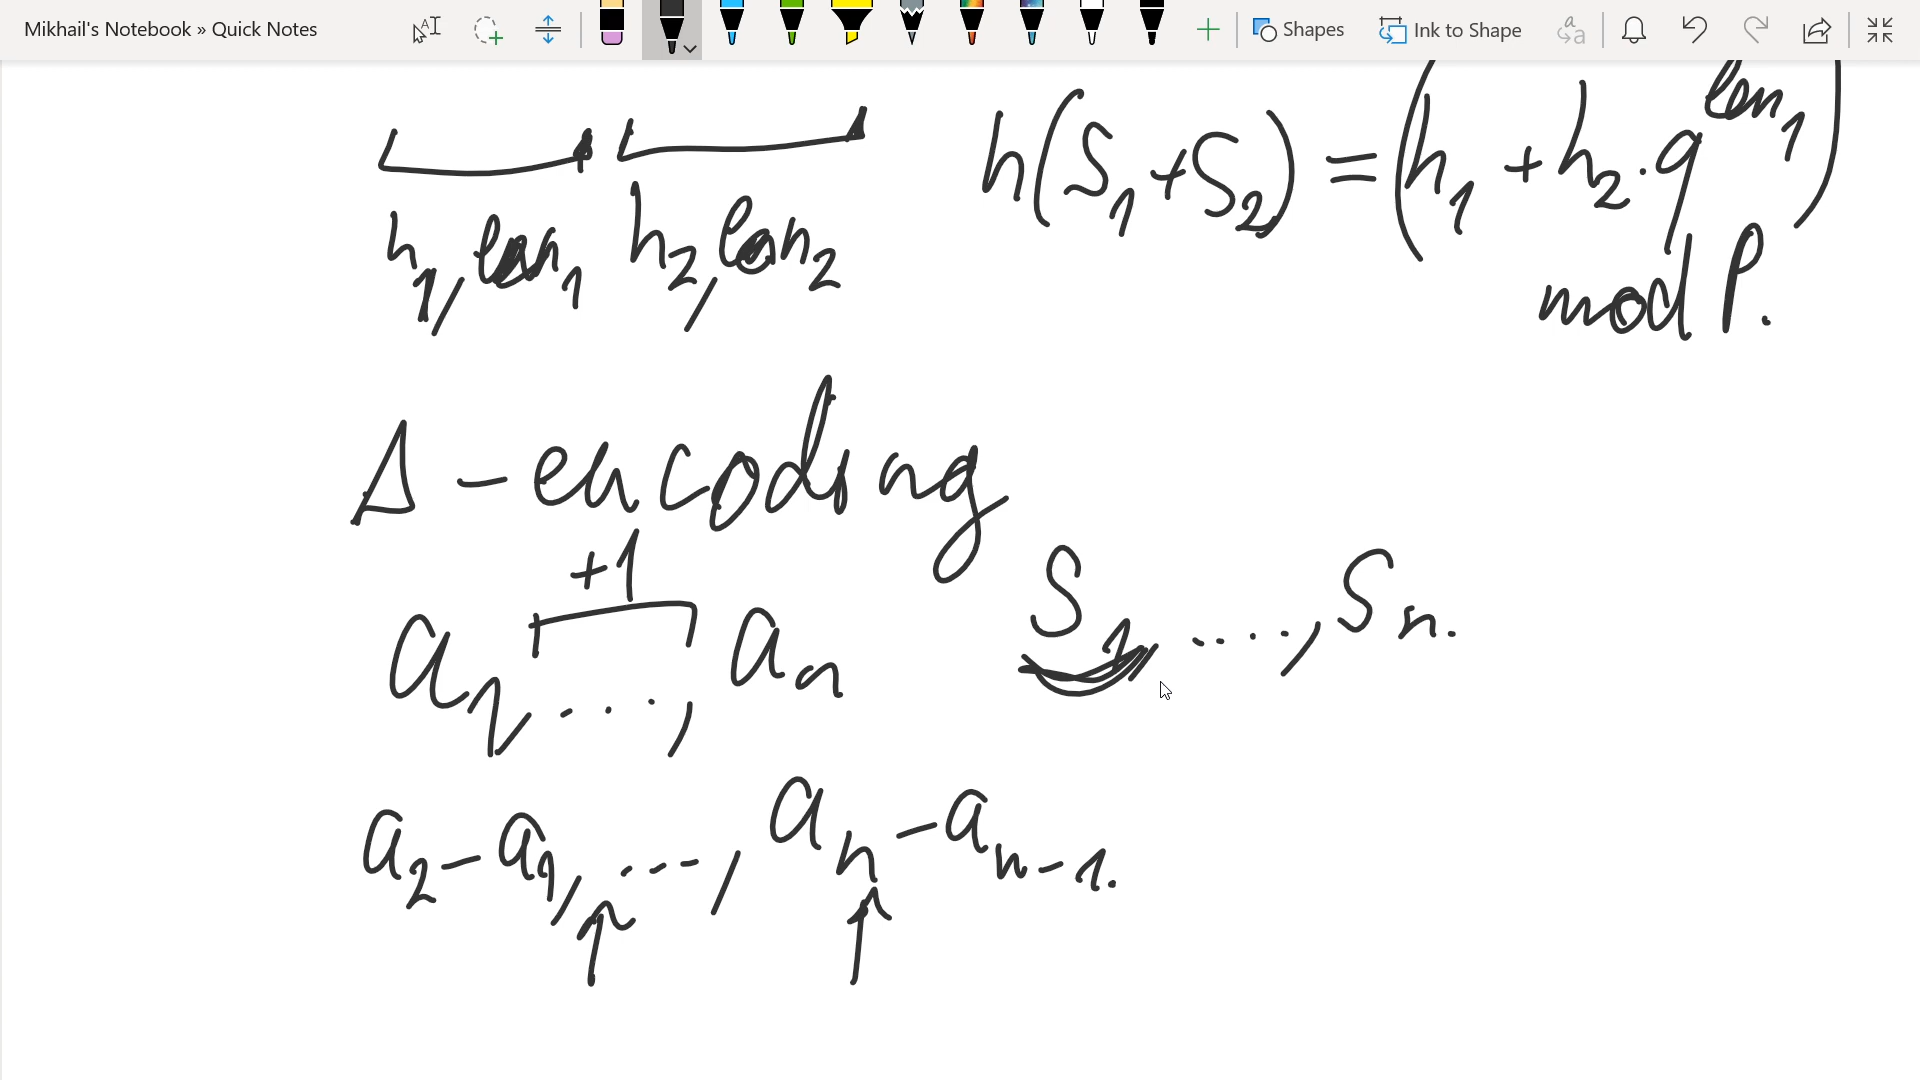 Mikhail's Notebook » Quick Notes Shapes Ink to Shape
h(S₁+S₂) = (h₁ + h₂·q^len₁)
mod P.
h₁, len₁ h₂, len₂
Δ-encoding
+1
a₁, ...., aₙ S₁, ...., Sₙ.
a₂-a₁, ..., aₙ-aₙ₋₁.